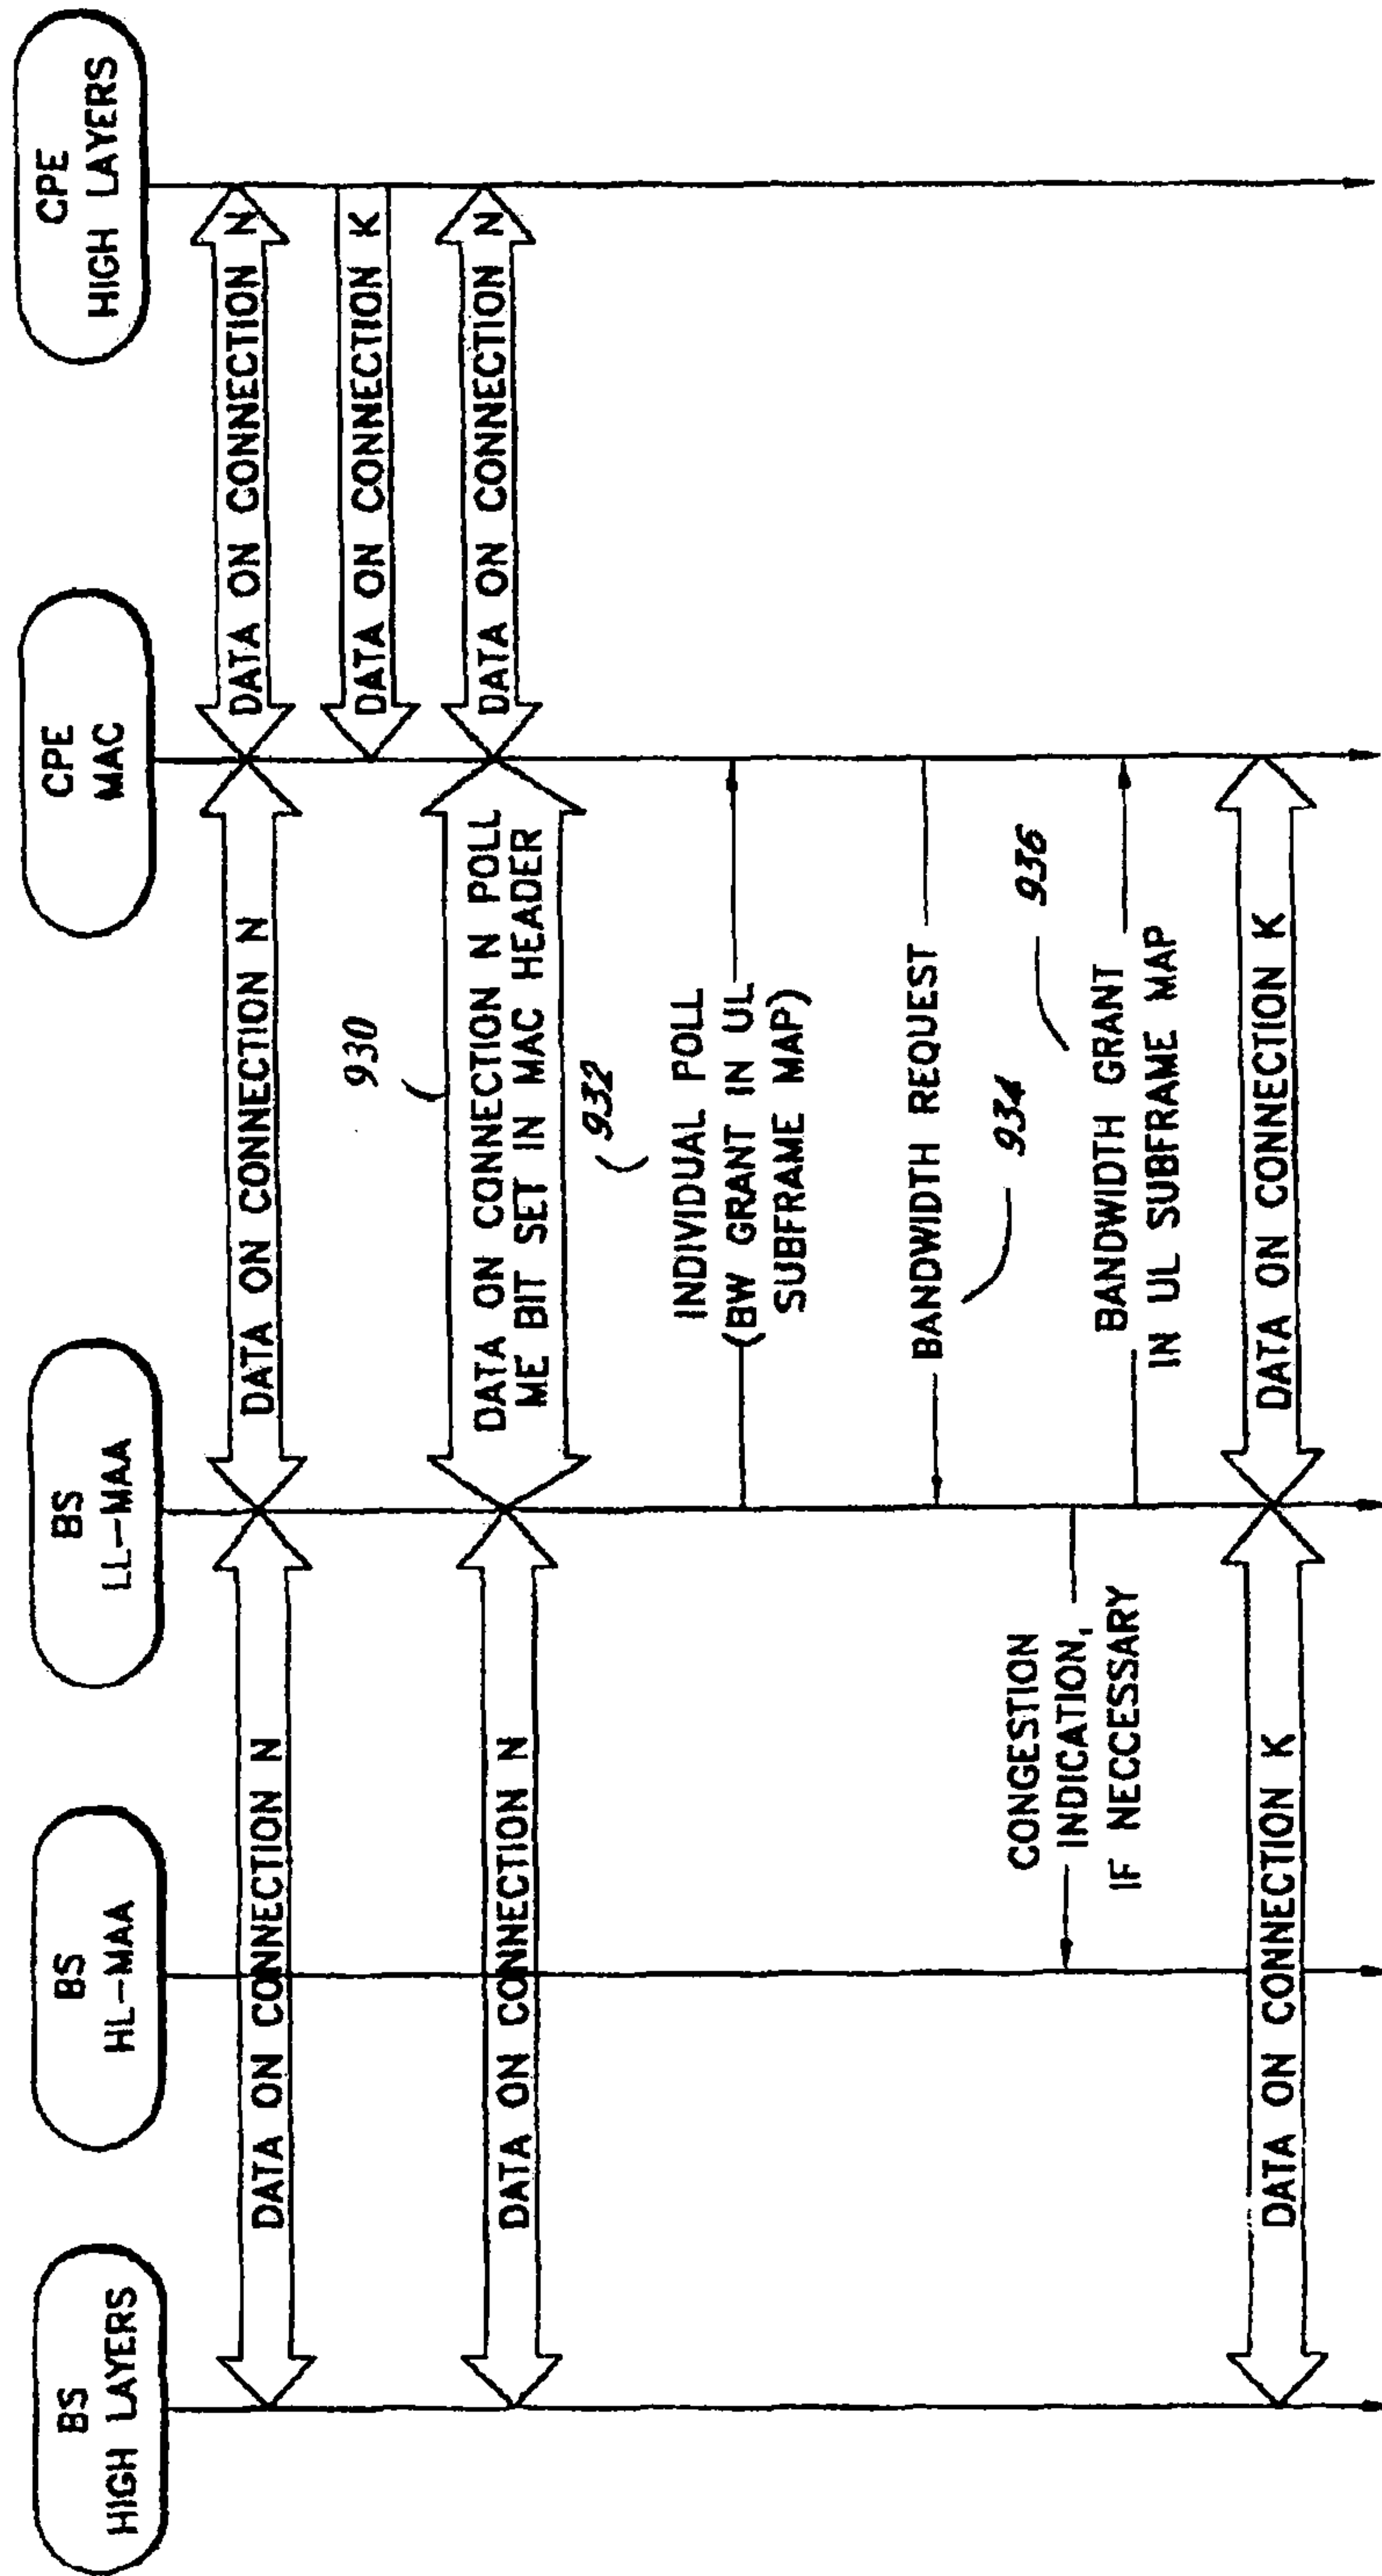 BS
HIGH LAYERS
BS
HL-MAA
BS
LL-MAA
CPE
MAC
CPE
HIGH LAYERS
DATA ON CONNECTION N
DATA ON CONNECTION N
DATA ON CONNECTION N
DATA ON CONNECTION K
930
DATA ON CONNECTION N
DATA ON CONNECTION N POLL
ME BIT SET IN MAC HEADER
DATA ON CONNECTION N
932
INDIVIDUAL POLL
(BW GRANT IN UL
SUBFRAME MAP)
BANDWIDTH REQUEST
934
CONGESTION
INDICATION,
IF NECCESSARY
936
BANDWIDTH GRANT
IN UL SUBFRAME MAP
DATA ON CONNECTION K
DATA ON CONNECTION K